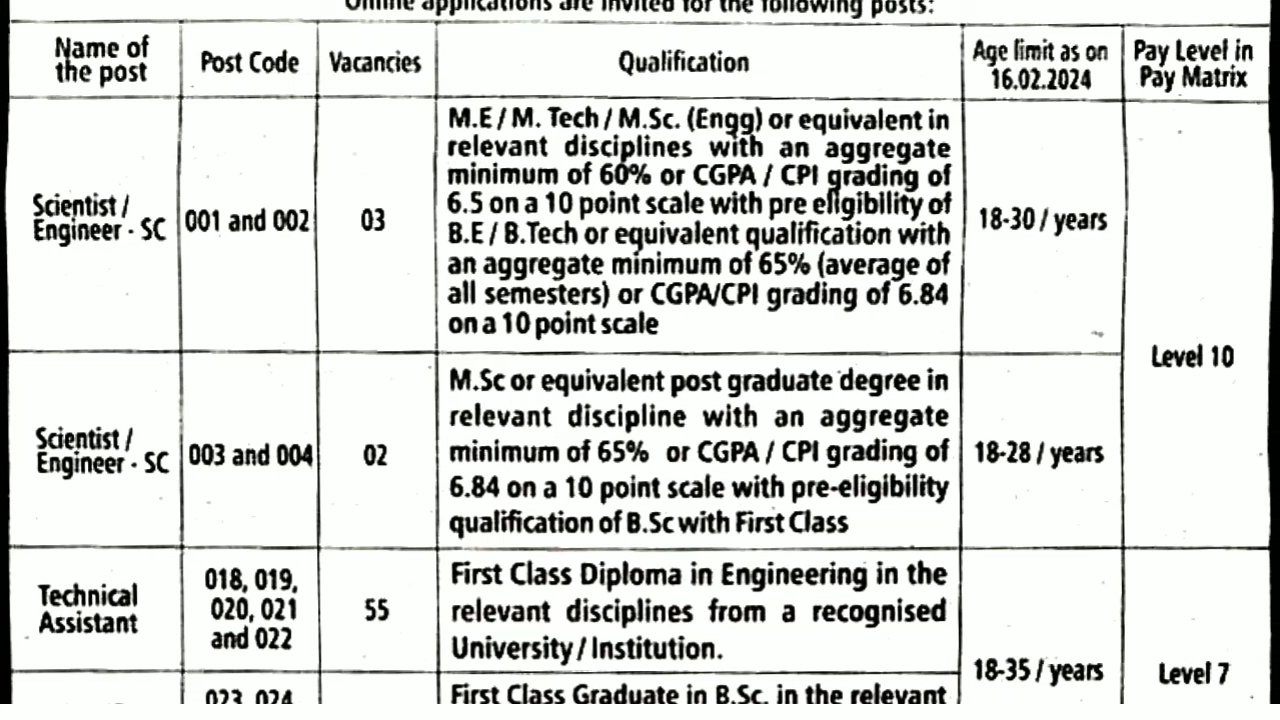 Online applications are invited for the following posts:
Name of
the post
Post Code
Vacancies
Qualification
Age limit as on
16.02.2024
Pay Level in
Pay Matrix
Scientist /
Engineer - SC
001 and 002
03
M.E / M. Tech / M.Sc. (Engg) or equivalent in
relevant disciplines with an aggregate
minimum of 60% or CGPA / CPI grading of
6.5 on a 10 point scale with pre eligibility of
B.E / B.Tech or equivalent qualification with
an aggregate minimum of 65% (average of
all semesters) or CGPA/CPI grading of 6.84
on a 10 point scale
18-30 / years
Level 10
Scientist /
Engineer - SC
003 and 004
02
M.Sc or equivalent post graduate degree in
relevant discipline with an aggregate
minimum of 65% or CGPA / CPI grading of
6.84 on a 10 point scale with pre-eligibility
qualification of B.Sc with First Class
18-28 / years
Technical
Assistant
018, 019,
020, 021
and 022
55
First Class Diploma in Engineering in the
relevant disciplines from a recognised
University / Institution.
18-35 / years
Level 7
023, 024
First Class Graduate in B.Sc. in the relevant